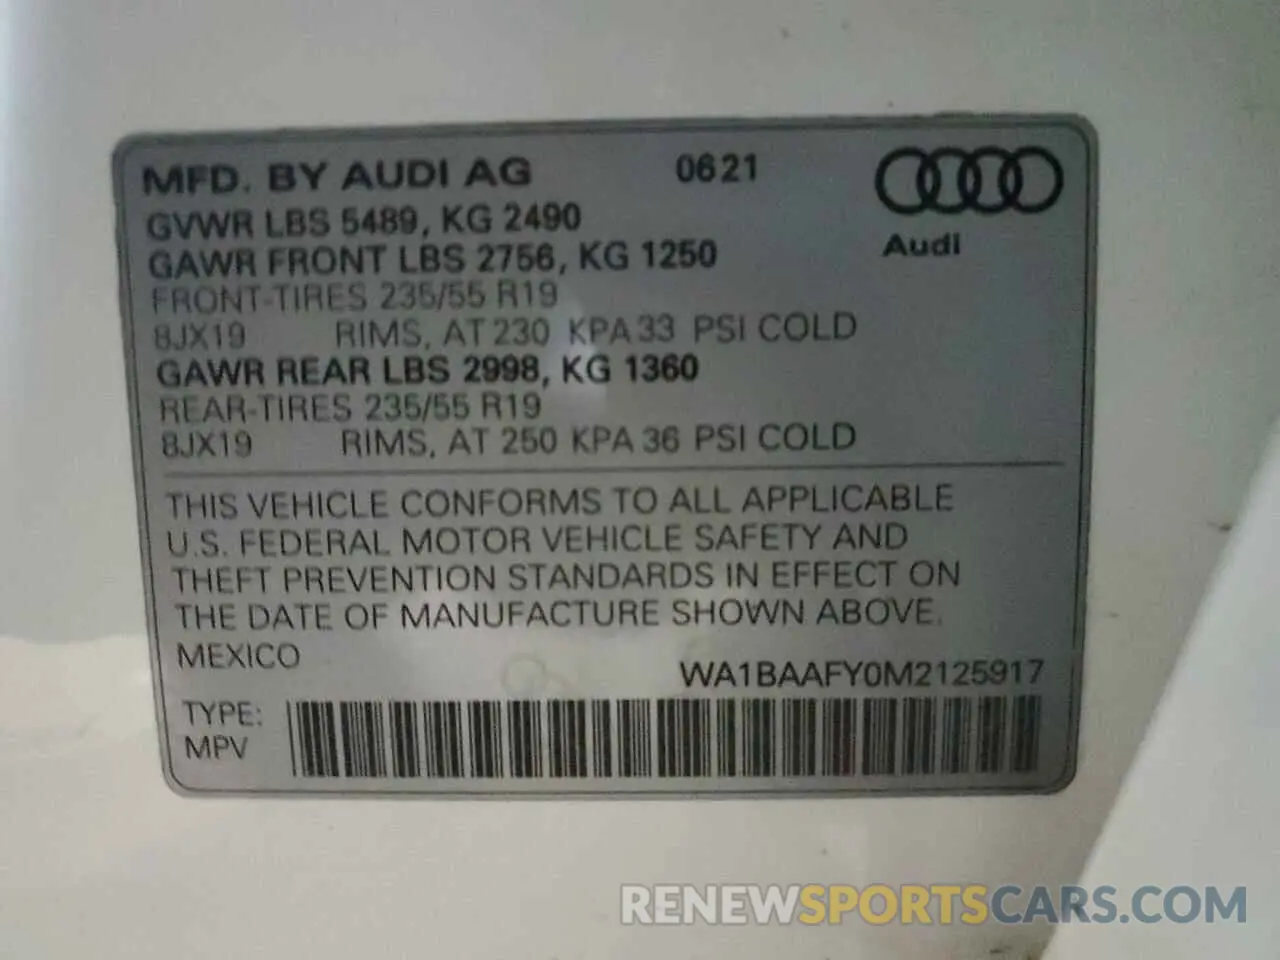 MFD. BY AUDI AG 0621
GVWR LBS 5489, KG 2490
Audi
GAWR FRONT LBS 2756, KG 1250
FRONT-TIRES 235/55 R19
8JX19 RIMS, AT 230 KPA 33 PSI COLD
GAWR REAR LBS 2998, KG 1360
REAR-TIRES 235/55 R19
8JX19 RIMS, AT 250 KPA 36 PSI COLD
THIS VEHICLE CONFORMS TO ALL APPLICABLE
U.S. FEDERAL MOTOR VEHICLE SAFETY AND
THEFT PREVENTION STANDARDS IN EFFECT ON
THE DATE OF MANUFACTURE SHOWN ABOVE.
MEXICO
WA1BAAFY0M2125917
TYPE:
MPV
RENEWSPORTSCARS.COM